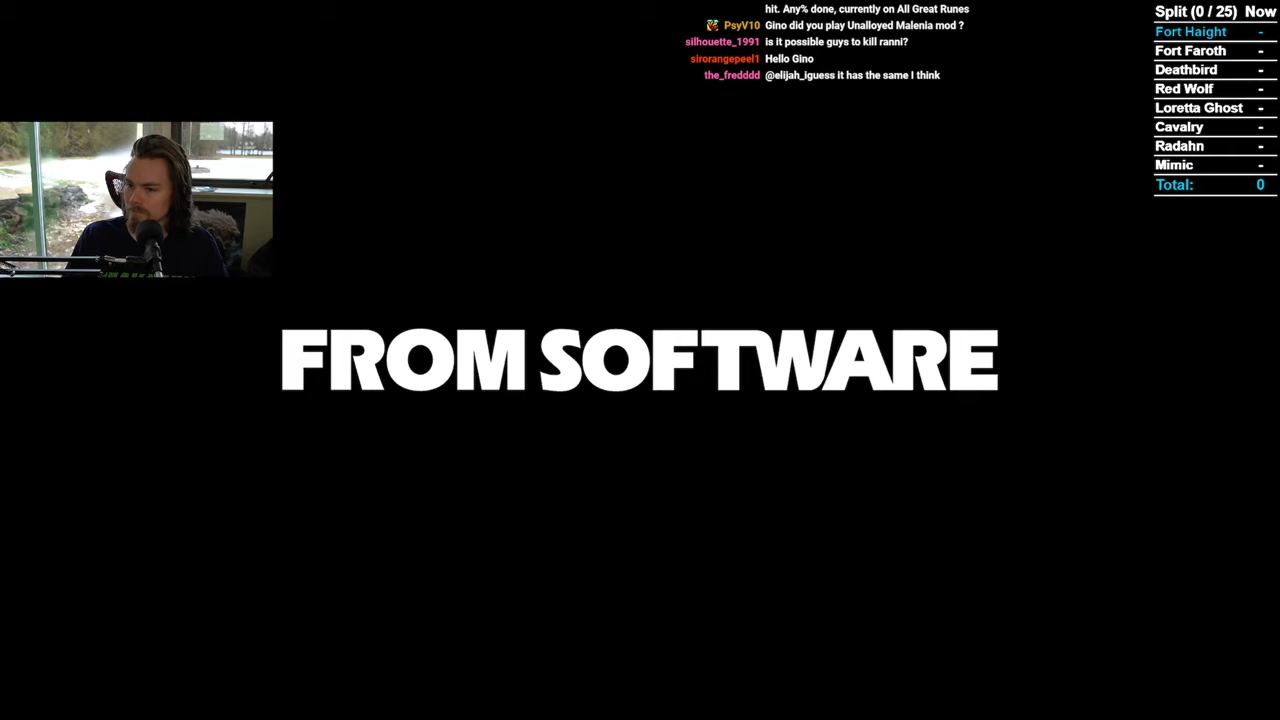 hit. Any% done, currently on All Great Runes
PsyV10 Gino did you play Unalloyed Malenia mod ?
silhouette_1991 is it possible guys to kill ranni?
sirorangepeel1 Hello Gino
the_fredddd @elijah_iguess it has the same I think
Split (0 / 25) Now
Fort Haight -
Fort Faroth -
Deathbird -
Red Wolf -
Loretta Ghost -
Cavalry -
Radahn -
Mimic -
Total: 0
FROMSOFTWARE